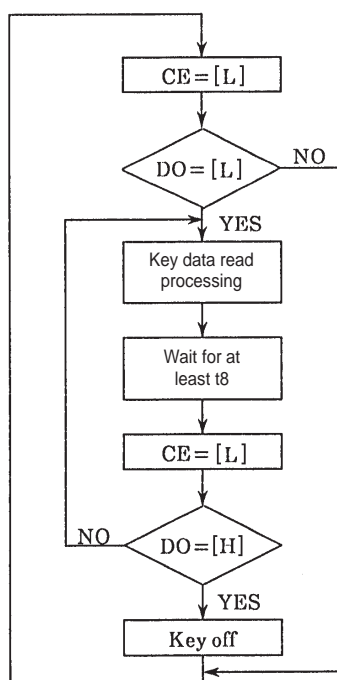 CE=[L]
DO=[L]
NO
YES
Key data read
processing
Wait for at
least t8
CE=[L]
DO=[H]
NO
YES
Key off